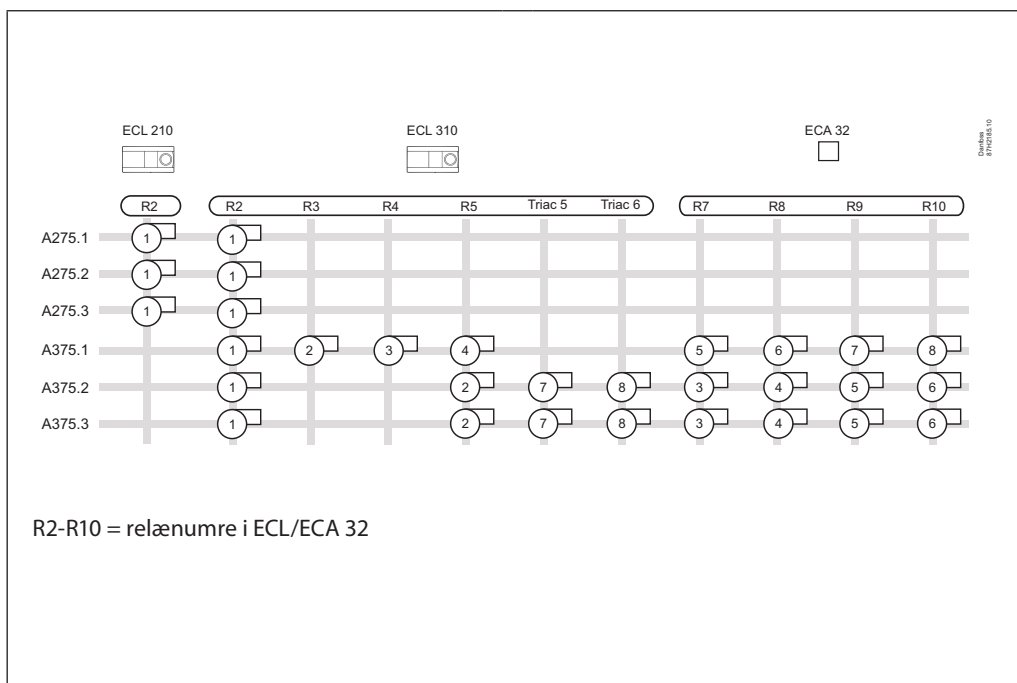 ECL 210 ECL 310 ECA 32
Danfoss
87H2185.10
R2 R2 R3 R4 R5 Triac 5 Triac 6 R7 R8 R9 R10
A275.1 1 1
A275.2 1 1
A275.3 1 1
A375.1 1 2 3 4 5 6 7 8
A375.2 1 2 7 8 3 4 5 6
A375.3 1 2 7 8 3 4 5 6
R2-R10 = relænumre i ECL/ECA 32